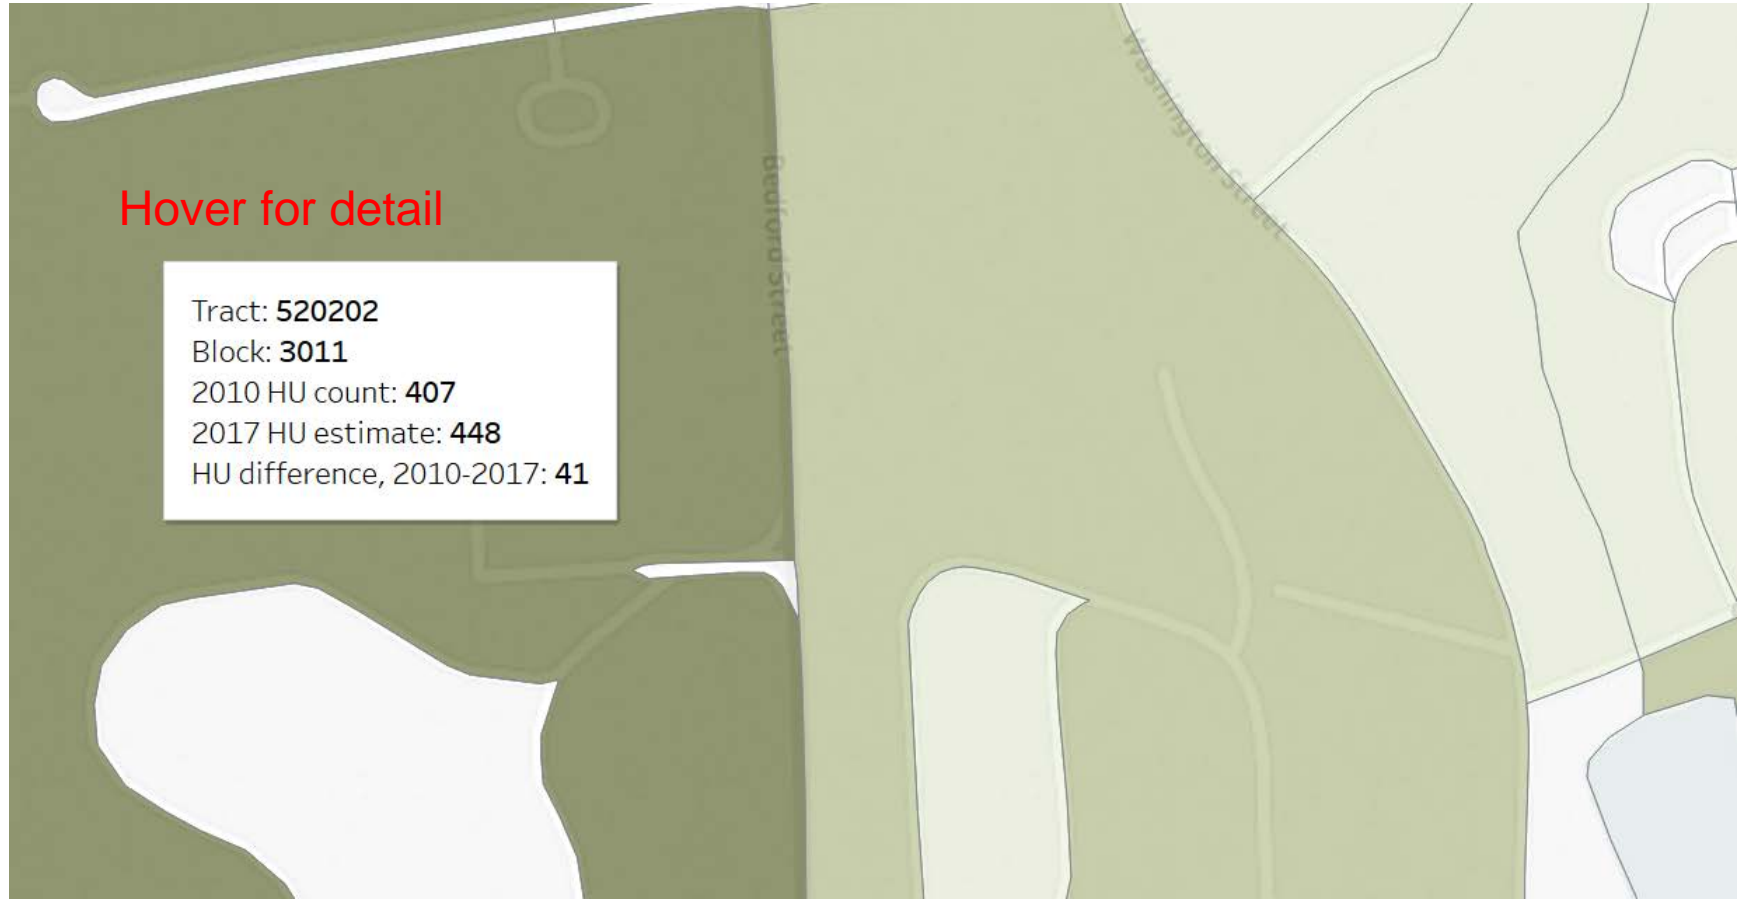 Washington Street
Bedford Street
Hover for detail
Tract: 520202
Block: 3011
2010 HU count: 407
2017 HU estimate: 448
HU difference, 2010-2017: 41